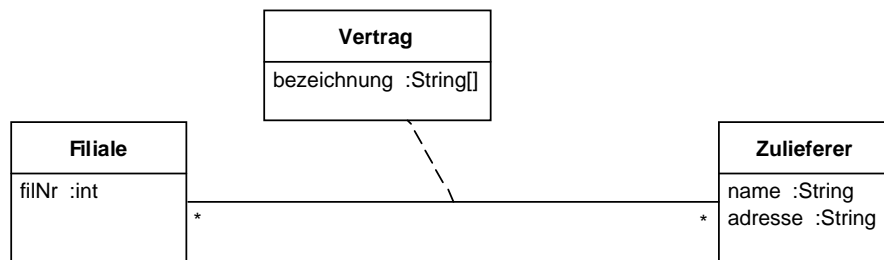 Vertrag
bezeichnung :String[]
Filiale
filNr :int
*
Zulieferer
name :String
adresse :String
*